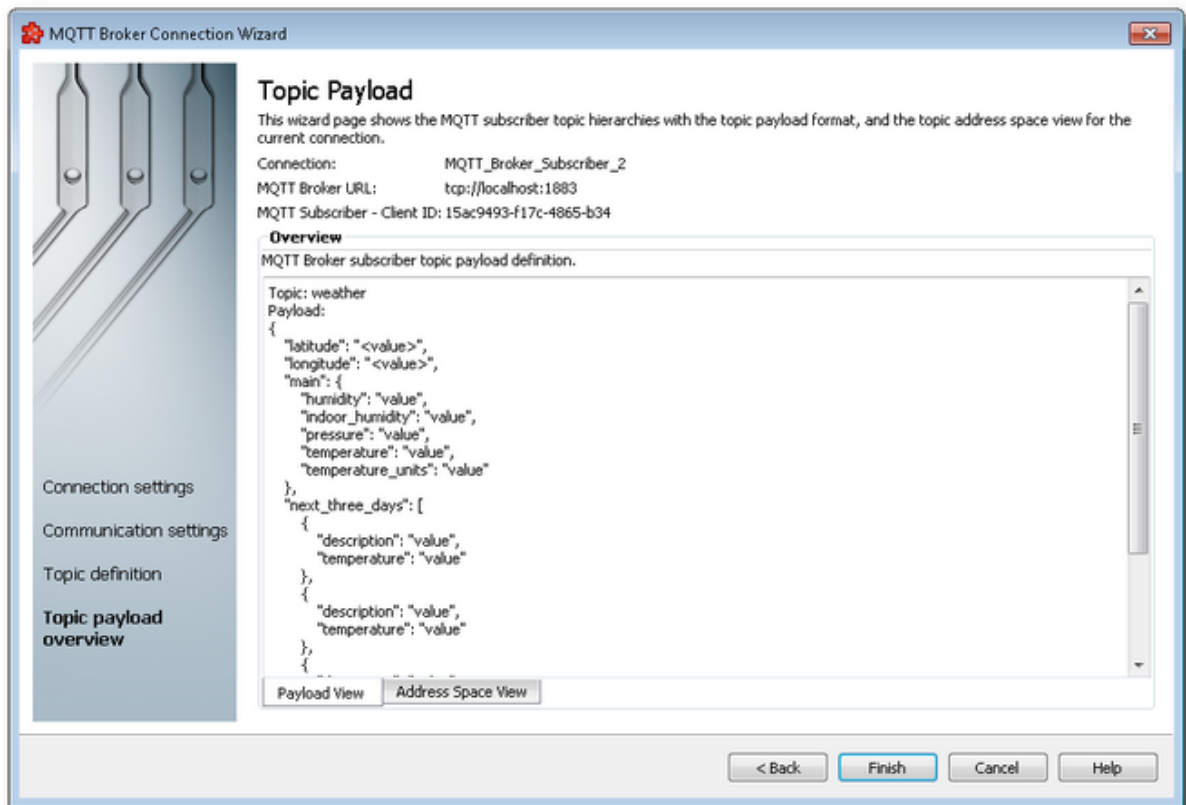 MQTT Broker Connection Wizard
Topic Payload
This wizard page shows the MQTT subscriber topic hierarchies with the topic payload format, and the topic address space view for the
current connection.
Connection: MQTT_Broker_Subscriber_2
MQTT Broker URL: tcp://localhost:1883
MQTT Subscriber - Client ID: 15ac9493-f17c-4865-b34
Overview
MQTT Broker subscriber topic payload definition.
Topic: weather
Payload:
{
"latitude": "<value>",
"longitude": "<value>",
"main": {
"humidity": "value",
"indoor_humidity": "value",
"pressure": "value",
"temperature": "value",
"temperature_units": "value"
},
"next_three_days": [
{
"description": "value",
"temperature": "value"
},
{
"description": "value",
"temperature": "value"
},
{
Payload View Address Space View
Connection settings
Communication settings
Topic definition
Topic payload
overview
< Back Finish Cancel Help